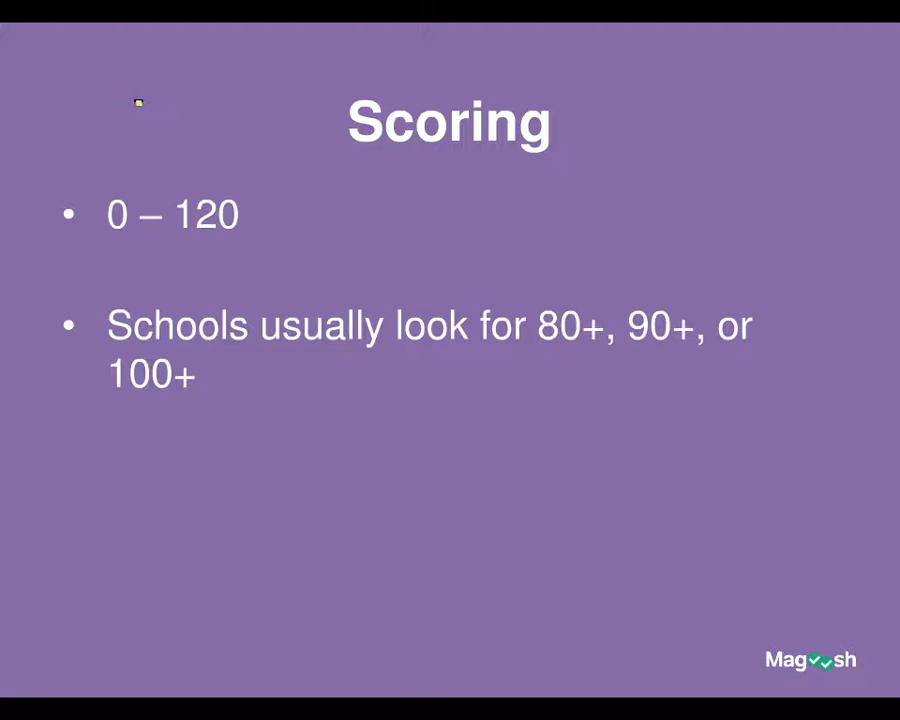 Scoring
• 0 – 120
• Schools usually look for 80+, 90+, or
100+
Magoosh